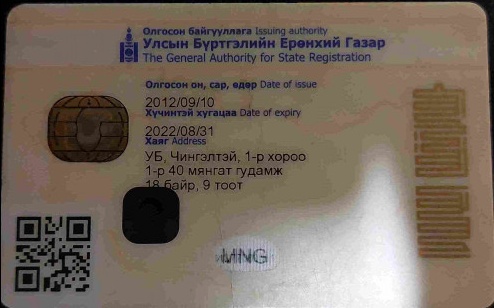 Олгосон байгууллага Issuing authority
Улсын Бүртгэлийн Ерөнхий Газар
The General Authority for State Registration
Олгосон он, сар, өдөр Date of issue
2012/09/10
Хүчинтэй хугацаа Date of expiry
2022/08/31
Хаяг Address
УБ, Чингэлтэй, 1-р хороо
1-р 40 мянгат гудамж
18 байр, 9 тоот
MNG